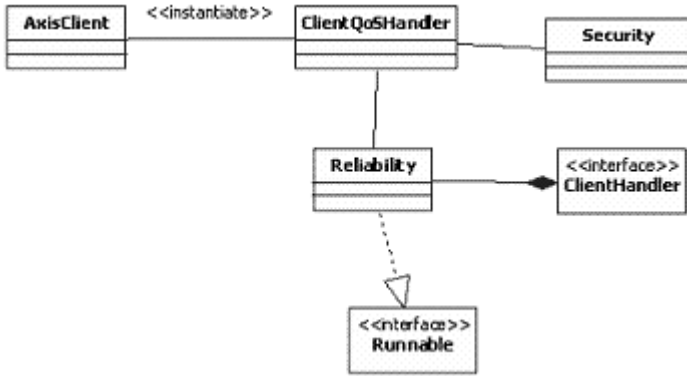 <<instantiate>>
AxisClient
ClientQoSHandler
Security
Reliability
<<interface>>
ClientHandler
<<interface>>
Runnable